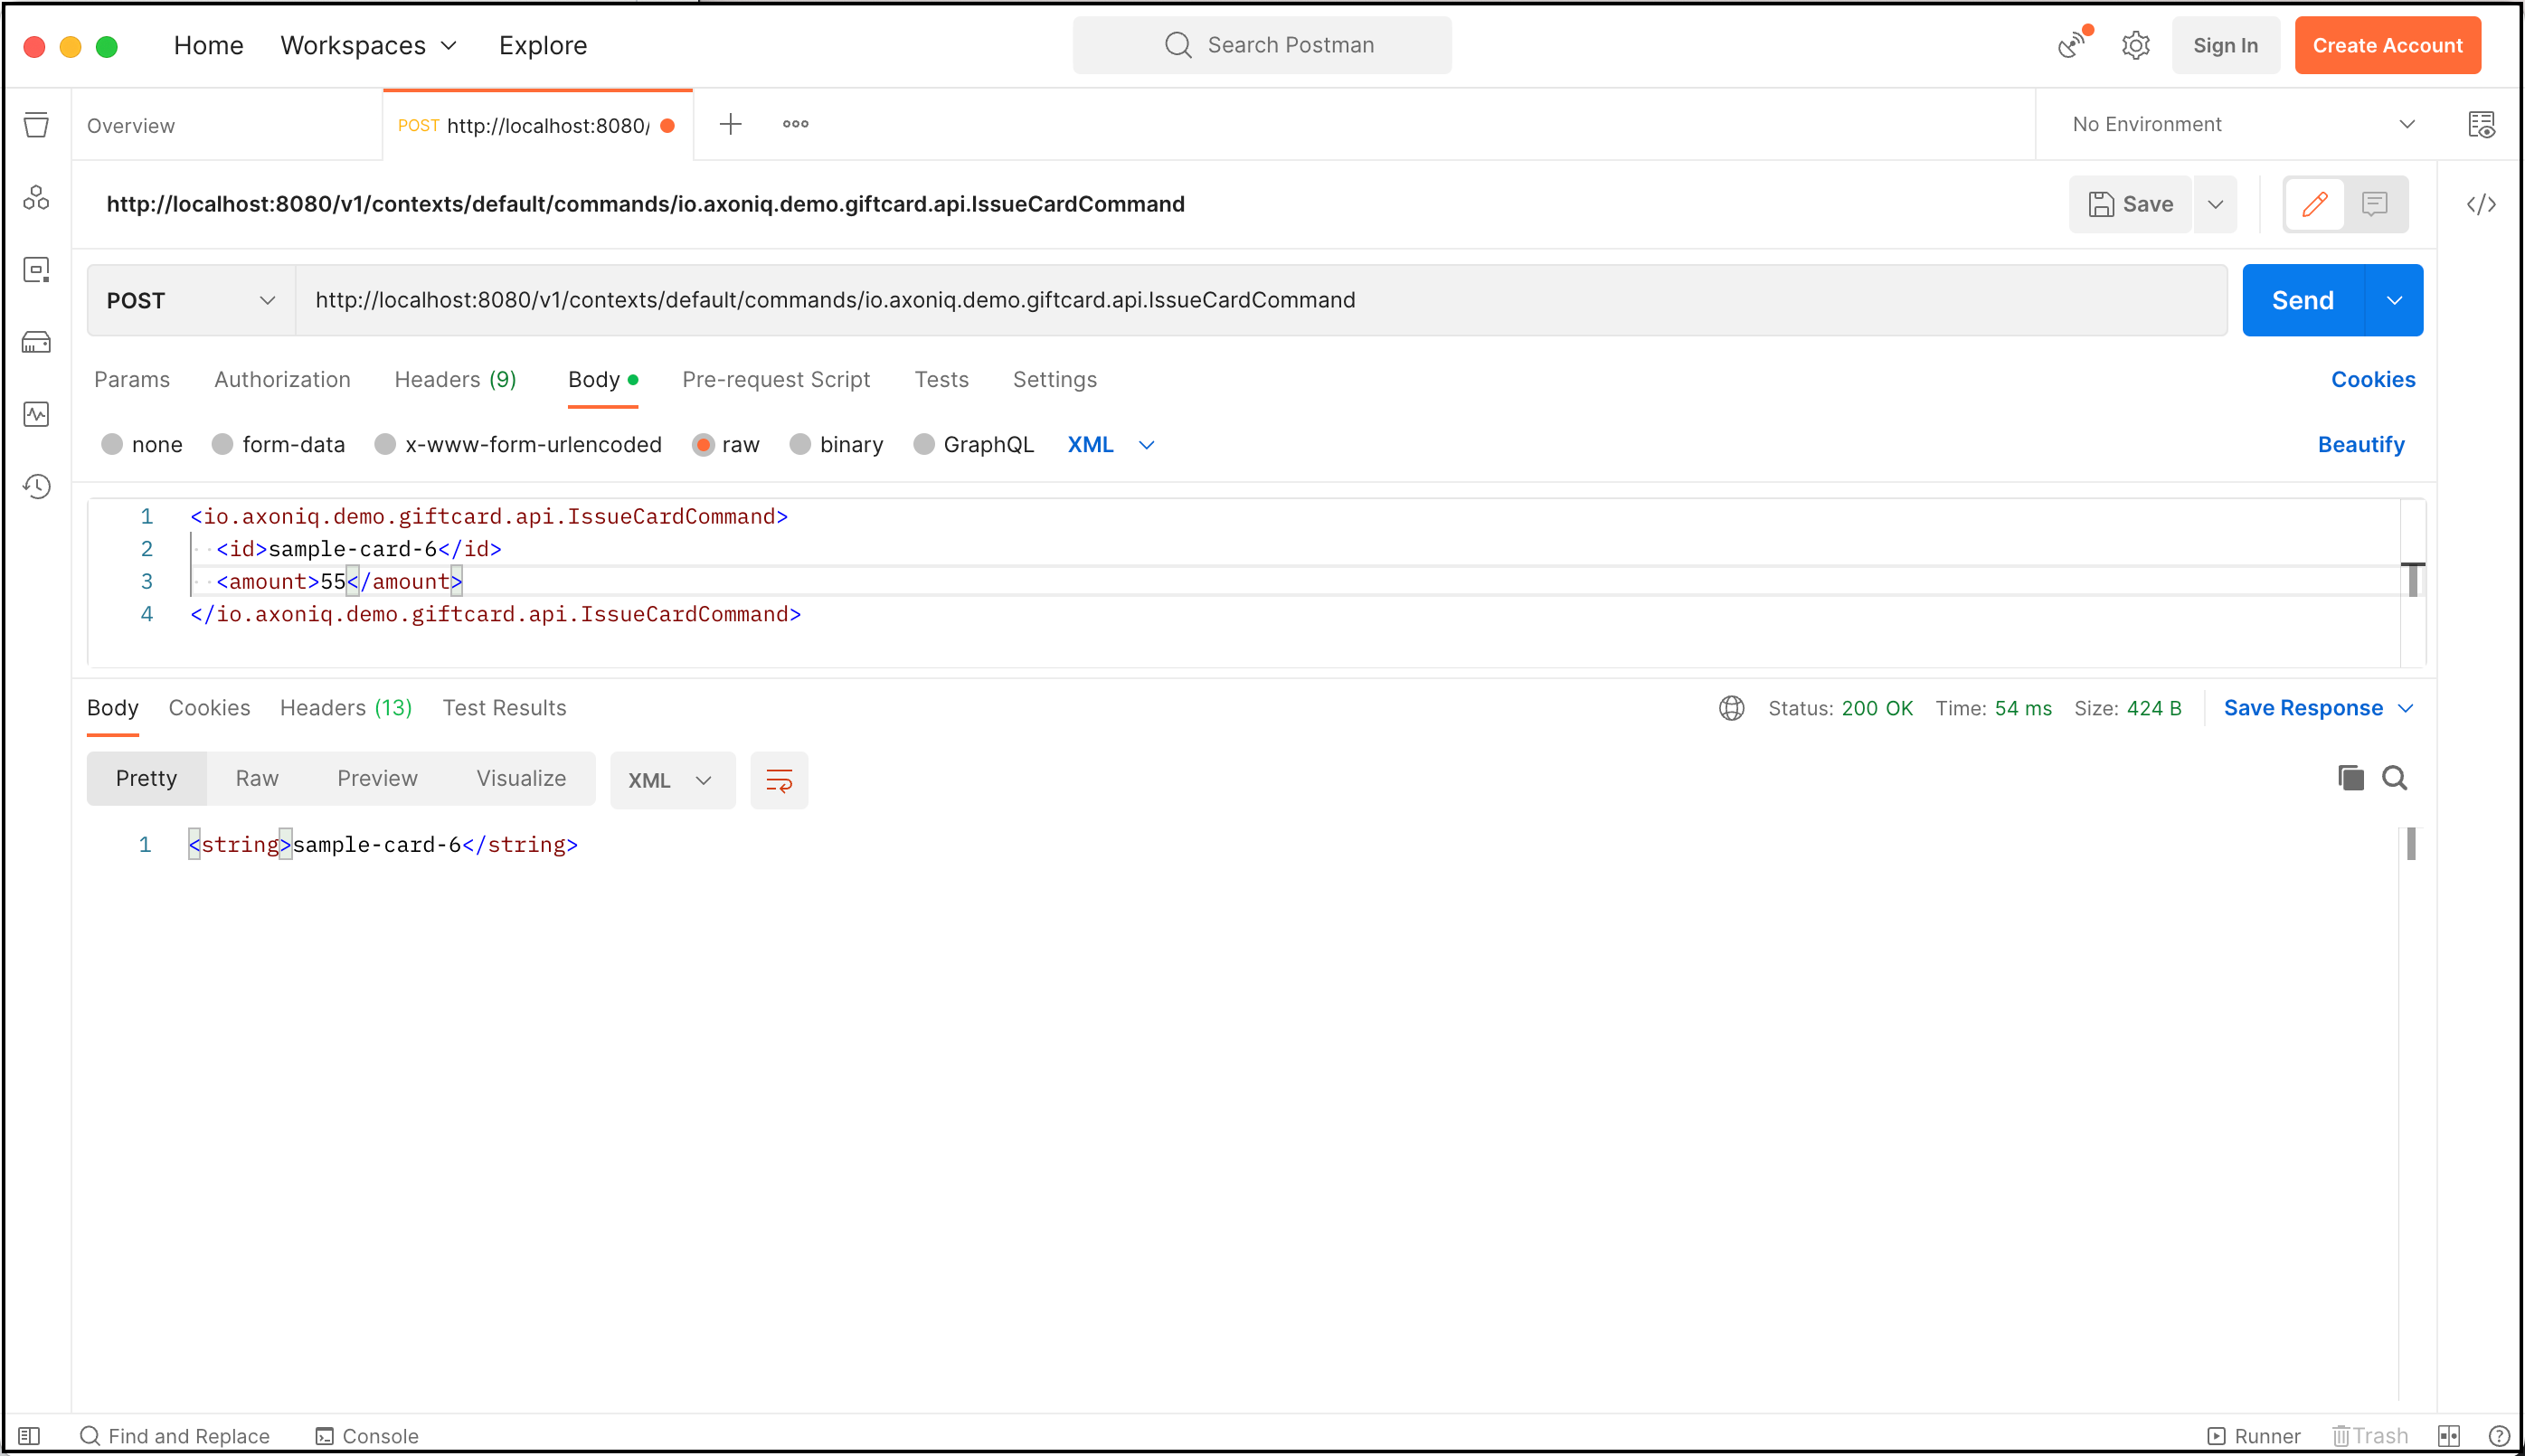 Home Workspaces Explore Search Postman Sign In Create Account
Overview POST http://localhost:8080/ No Environment
http://localhost:8080/v1/contexts/default/commands/io.axoniq.demo.giftcard.api.IssueCardCommand Save
POST http://localhost:8080/v1/contexts/default/commands/io.axoniq.demo.giftcard.api.IssueCardCommand Send
Params Authorization Headers (9) Body Pre-request Script Tests Settings Cookies
none form-data x-www-form-urlencoded raw binary GraphQL XML Beautify
1 <io.axoniq.demo.giftcard.api.IssueCardCommand>
2 <id>sample-card-6</id>
3 <amount>55</amount>
4 </io.axoniq.demo.giftcard.api.IssueCardCommand>
Body Cookies Headers (13) Test Results Status: 200 OK Time: 54 ms Size: 424 B Save Response
Pretty Raw Preview Visualize XML
1 <string>sample-card-6</string>
Find and Replace Console Runner Trash